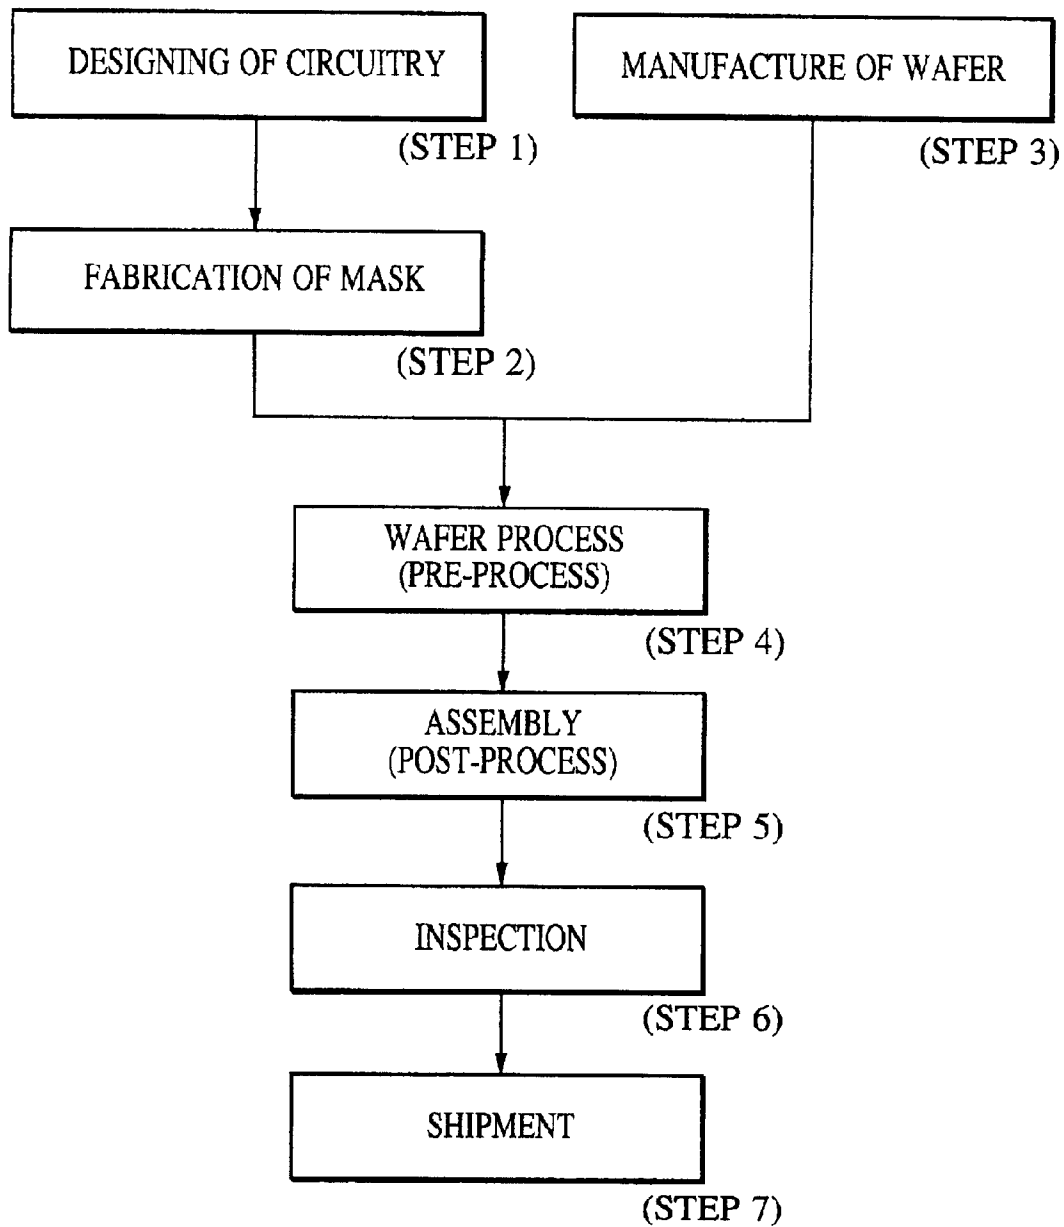 DESIGNING OF CIRCUITRY
(STEP 1)
MANUFACTURE OF WAFER
(STEP 3)
FABRICATION OF MASK
(STEP 2)
WAFER PROCESS
(PRE-PROCESS)
(STEP 4)
ASSEMBLY
(POST-PROCESS)
(STEP 5)
INSPECTION
(STEP 6)
SHIPMENT
(STEP 7)